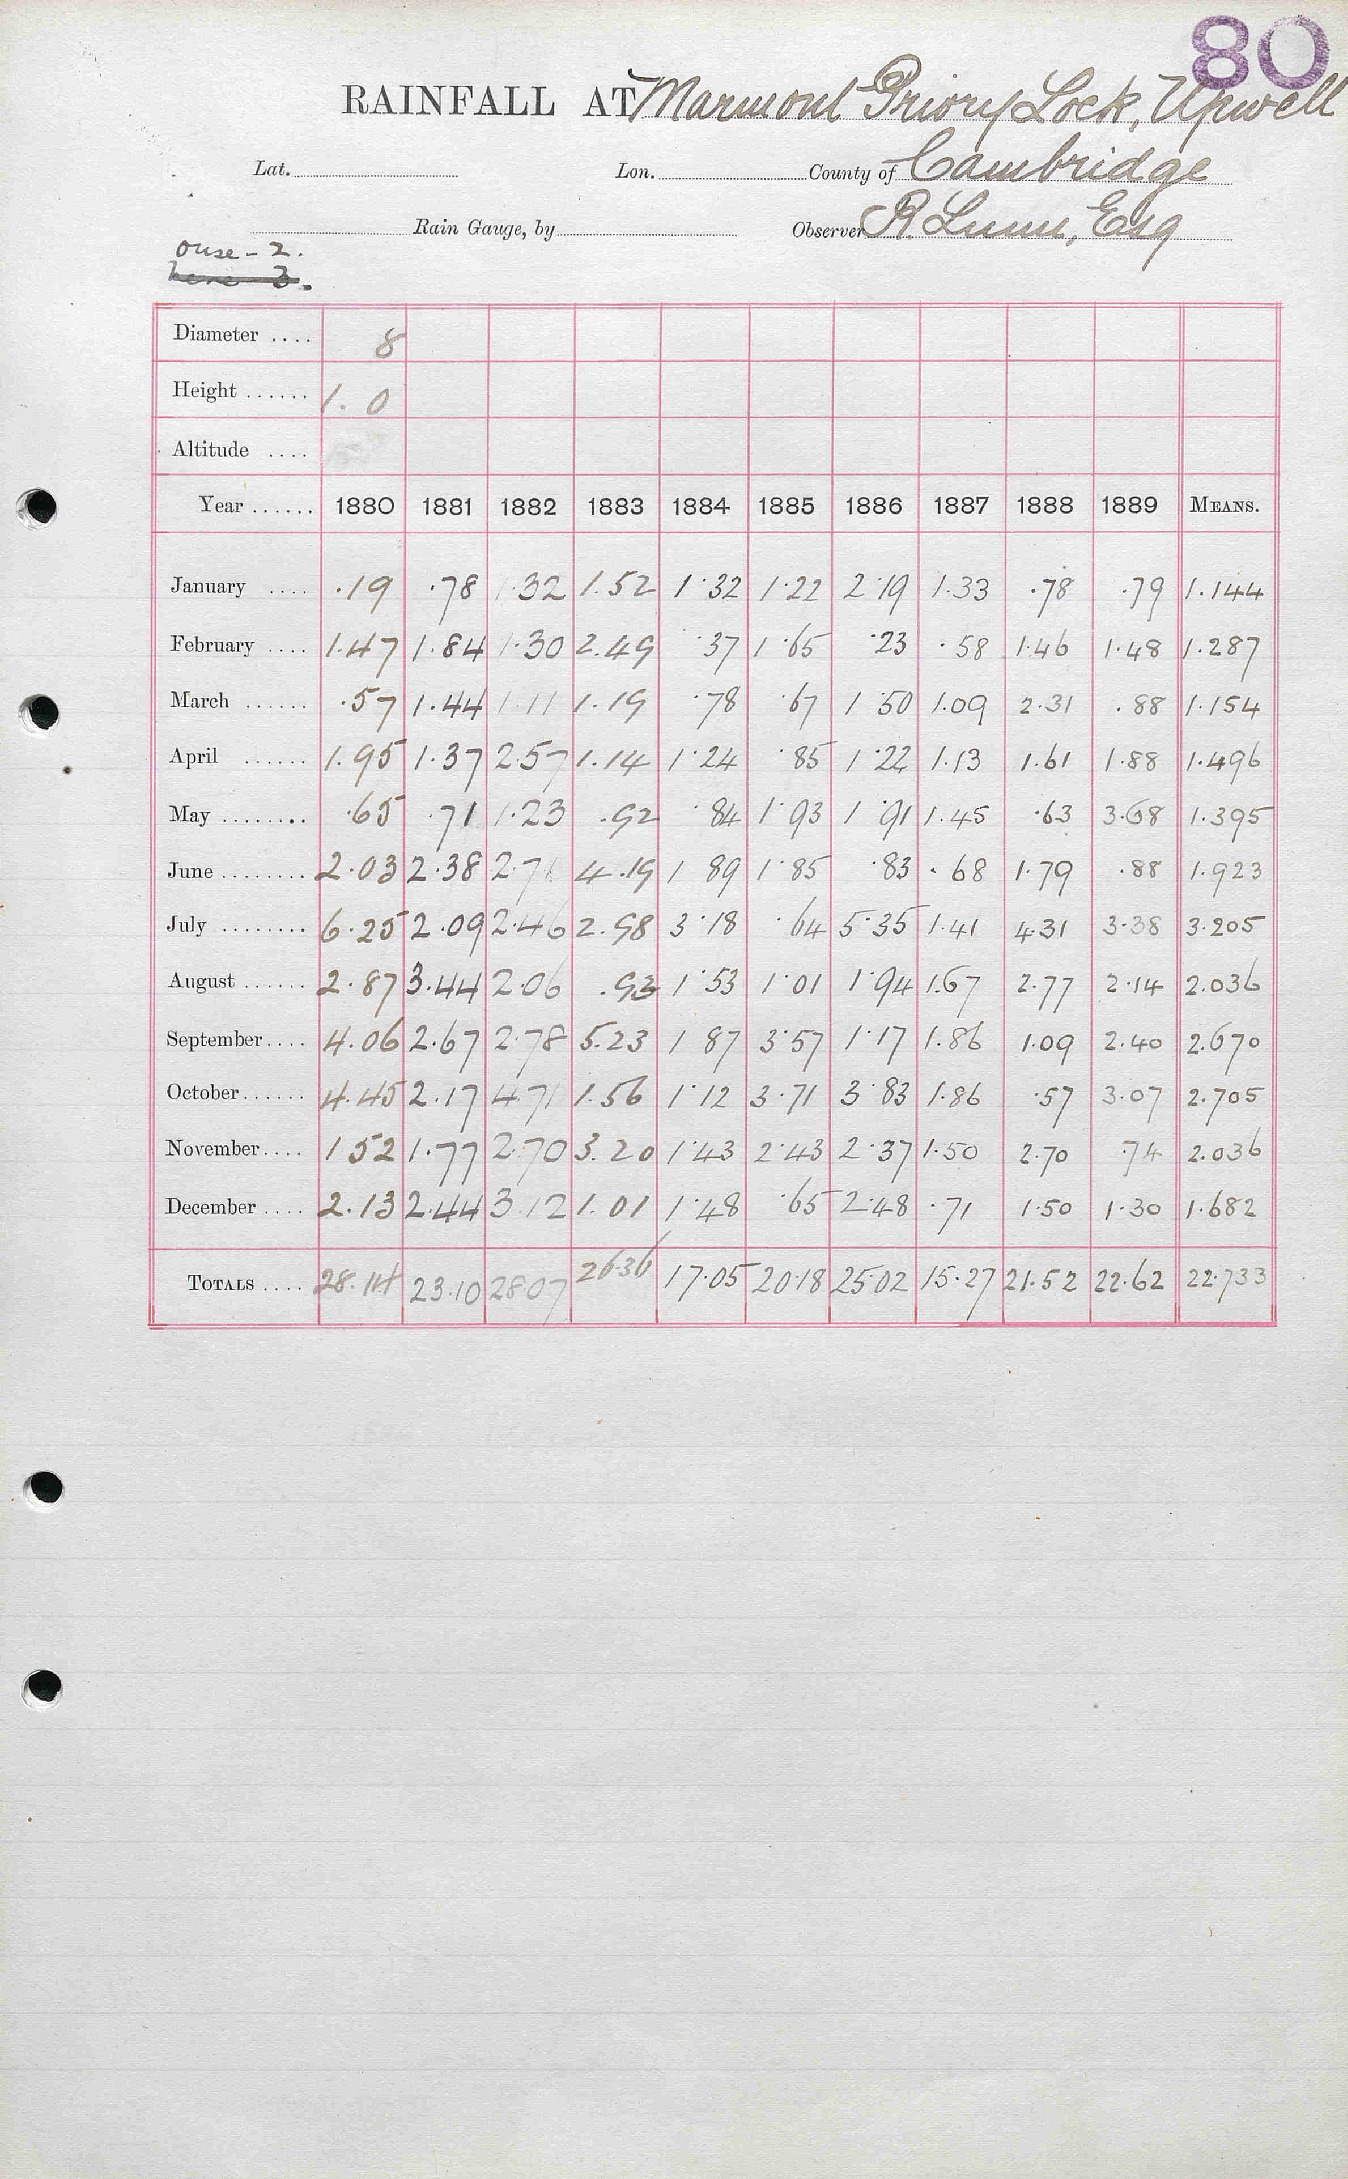 80
RAINFALL AT Marmont Priory Lock, Upwell
Lat. Lon. County of Cambridge
Rain Gauge, by Observer R. Lunn, Esq
ouse - 2.
Diameter .... 8
Height ...... 1. 0
Altitude ....
Year ...... 1880 1881 1882 1883 1884 1885 1886 1887 1888 1889 MEANS.
January .... .19 .78 1.32 1.52 1.32 1.22 2.19 1.33 .78 .79 1.144
February .... 1.47 1.84 1.30 2.49 .37 1.65 .23 .58 1.46 1.48 1.287
March ...... .57 1.44 1.11 1.19 .78 .67 1.50 1.09 2.31 .88 1.154
April ...... 1.95 1.37 2.57 1.14 1.24 .85 1.22 1.13 1.61 1.88 1.496
May ........ .65 .71 1.23 .92 .84 1.93 1.91 1.45 .63 3.68 1.395
June ........ 2.03 2.38 2.71 4.19 1 89 1.85 .83 .68 1.79 .88 1.923
July ........ 6.25 2.09 2.46 2.98 3.18 .64 5.35 1.41 4.31 3.38 3.205
August ...... 2.87 3.44 2.06 .93 1.53 1.01 1.94 1.67 2.77 2.14 2.036
September .... 4.06 2.67 2.78 5.23 1 87 3.57 1.17 1.86 1.09 2.40 2.670
October ...... 4.45 2.17 4.71 1.56 1.12 3.71 3.83 1.86 .57 3.07 2.705
November .... 1 52 1.77 2.70 3.20 1.43 2.43 2.37 1.50 2.70 .74 2.036
December .... 2.13 2.44 3.12 1.01 1.48 .65 2.48 .71 1.50 1.30 1.682
TOTALS .... 28.14 23.10 28.07 26.36 17.05 20.18 25.02 15.27 21.52 22.62 22.733